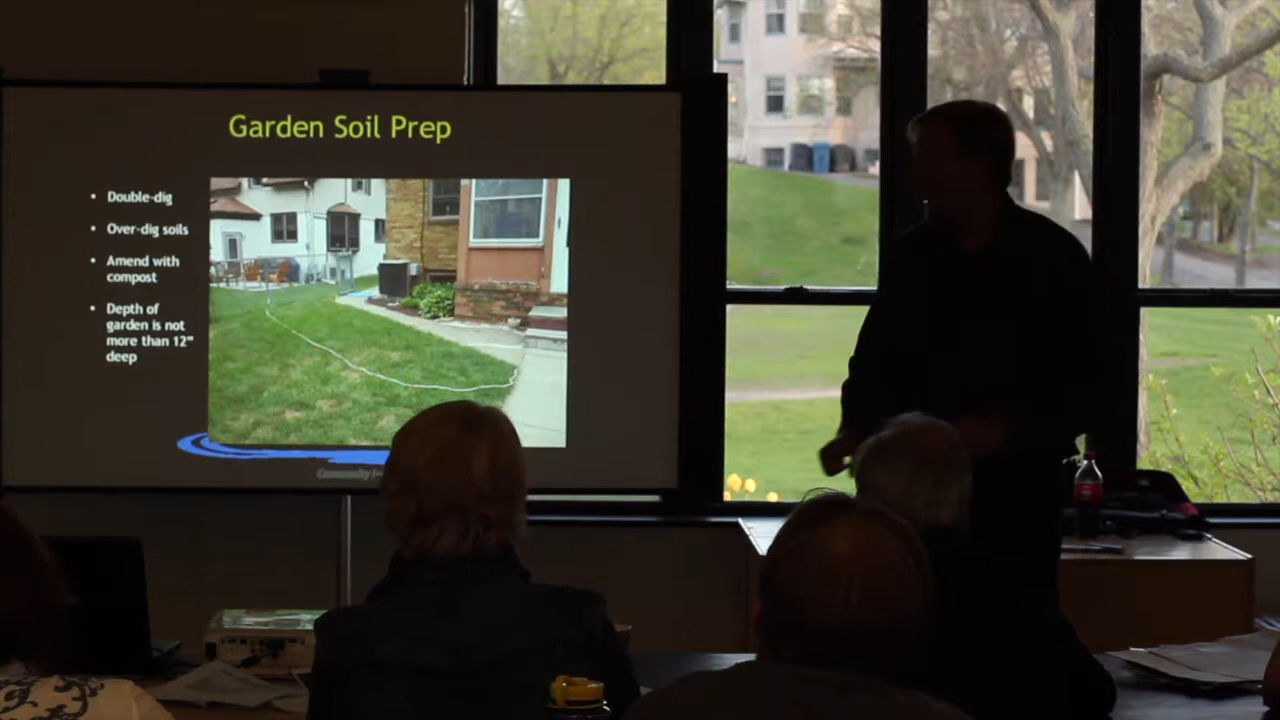 Garden Soil Prep
• Double-dig
• Over-dig soils
• Amend with
compost
• Depth of
garden is not
more than 12"
deep
Community